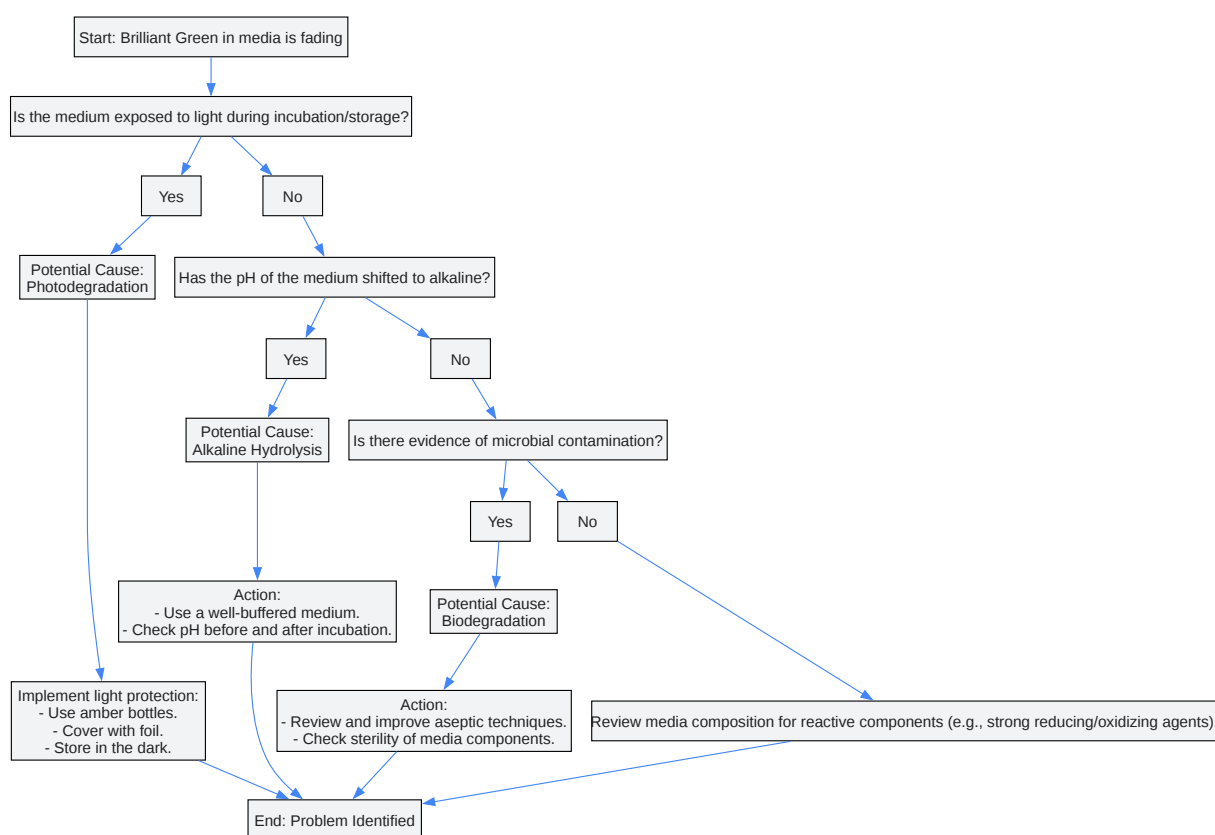 Start: Brilliant Green in media is fading
Is the medium exposed to light during incubation/storage?
Yes
No
Potential Cause:
Photodegradation
Has the pH of the medium shifted to alkaline?
Yes
No
Potential Cause:
Alkaline Hydrolysis
Is there evidence of microbial contamination?
Yes
No
Action:
- Use a well-buffered medium.
- Check pH before and after incubation.
Potential Cause:
Biodegradation
Implement light protection:
- Use amber bottles.
- Cover with foil.
- Store in the dark.
Action:
- Review and improve aseptic techniques.
- Check sterility of media components.
Review media composition for reactive components (e.g., strong reducing/oxidizing agents)
End: Problem Identified